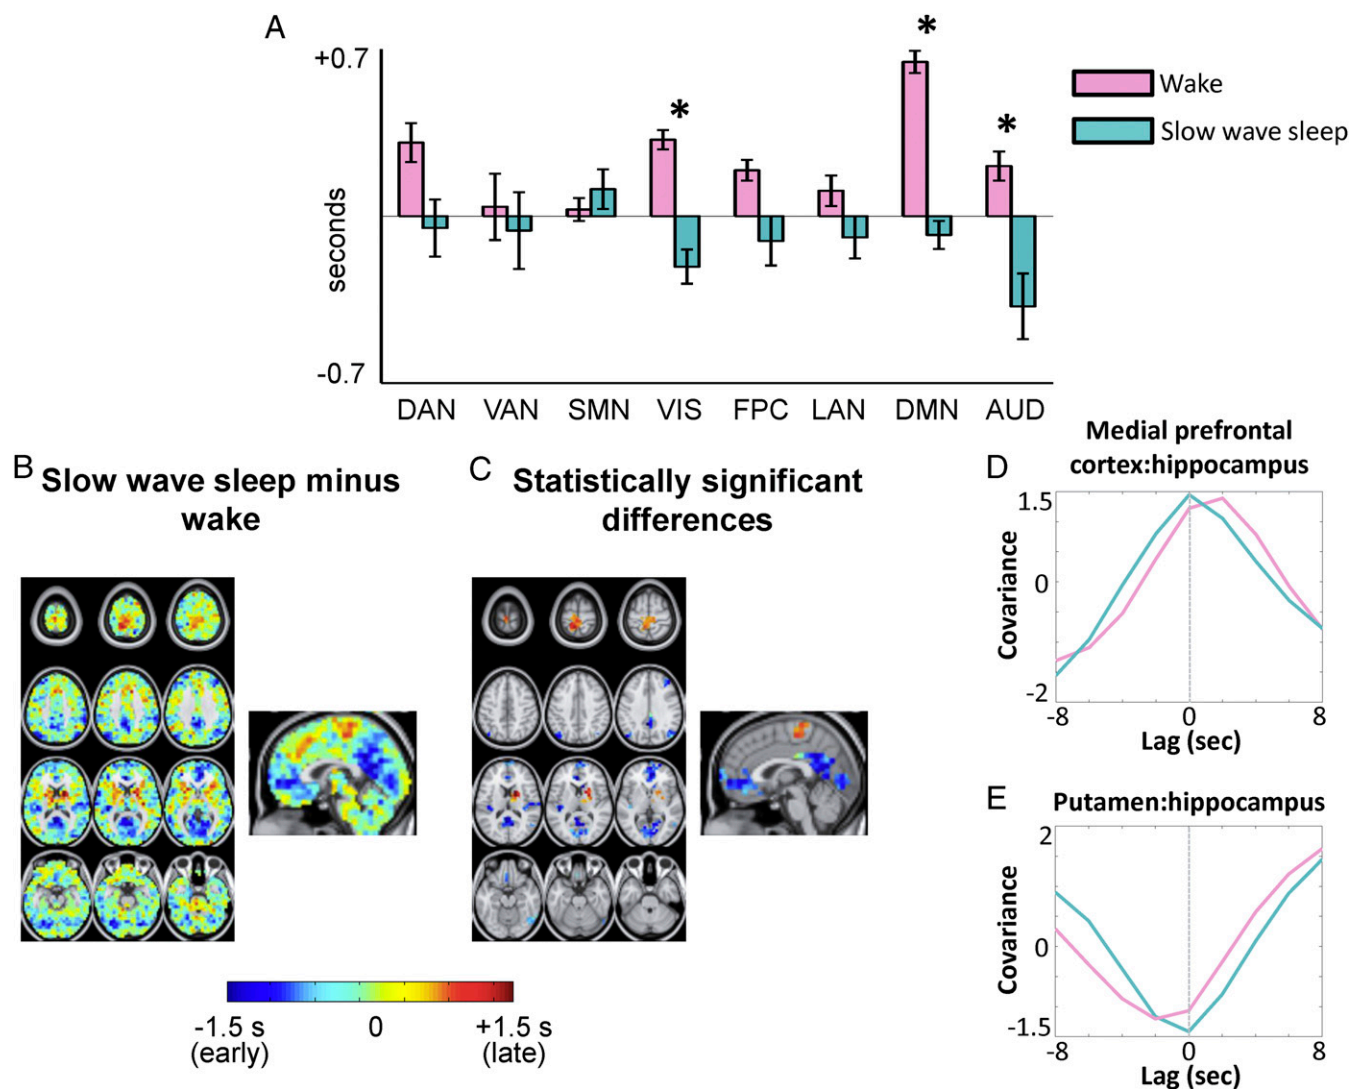 A
+0.7
seconds
-0.7
*
*
*
Wake
Slow wave sleep
DAN VAN SMN VIS FPC LAN DMN AUD
B
Slow wave sleep minus
wake
C
Statistically significant
differences
-1.5 s
(early)
0
+1.5 s
(late)
D
Medial prefrontal
cortex:hippocampus
1.5
Covariance
0
-2
-8 0 8
Lag (sec)
E
Putamen:hippocampus
2
Covariance
0
-1.5
-8 0 8
Lag (sec)